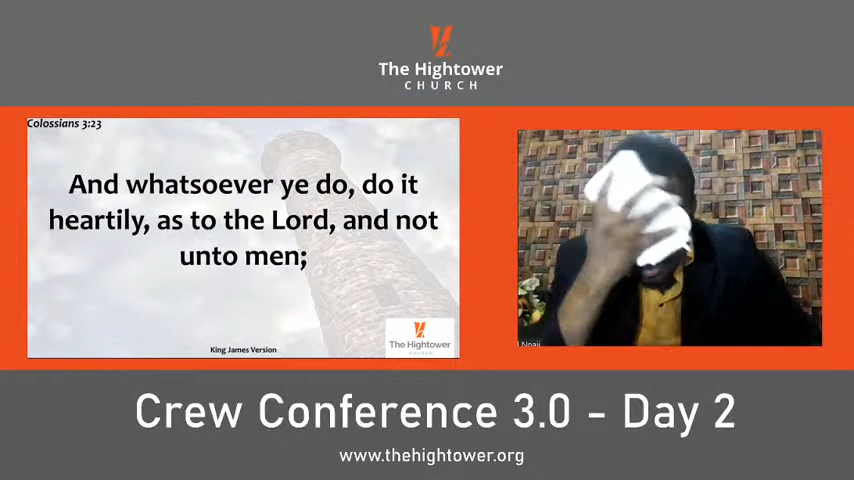 The Hightower
CHURCH
Colossians 3:23
And whatsoever ye do, do it
heartily, as to the Lord, and not
unto men;
King James Version
The Hightower
CHURCH
Crew Conference 3.0 - Day 2
www.thehightower.org